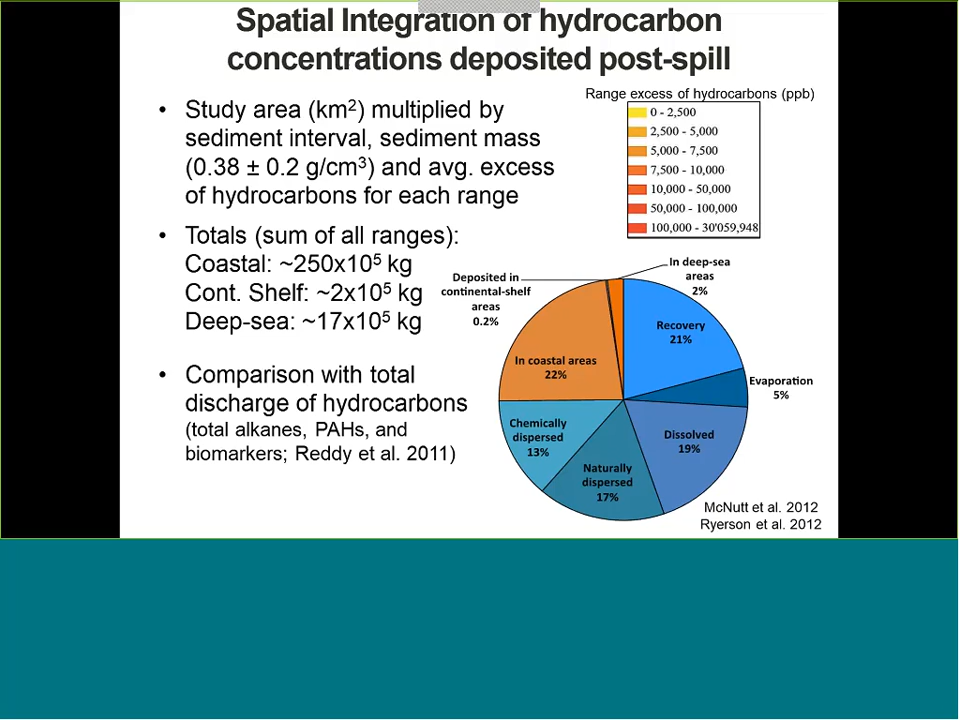 Spatial Integration of hydrocarbon
concentrations deposited post-spill
• Study area (km²) multiplied by
sediment interval, sediment mass
(0.38 ± 0.2 g/cm³) and avg. excess
of hydrocarbons for each range
• Totals (sum of all ranges):
Coastal: ~250x10⁵ kg
Cont. Shelf: ~2x10⁵ kg
Deep-sea: ~17x10⁵ kg
• Comparison with total
discharge of hydrocarbons
(total alkanes, PAHs, and
biomarkers; Reddy et al. 2011)
Range excess of hydrocarbons (ppb)
0 - 2,500
2,500 - 5,000
5,000 - 7,500
7,500 - 10,000
10,000 - 50,000
50,000 - 100,000
100,000 - 30'059,948
Deposited in
continental-shelf
areas
0.2%
In deep-sea
areas
2%
Recovery
21%
Evaporation
5%
Dissolved
19%
Naturally
dispersed
17%
Chemically
dispersed
13%
In coastal areas
22%
McNutt et al. 2012
Ryerson et al. 2012